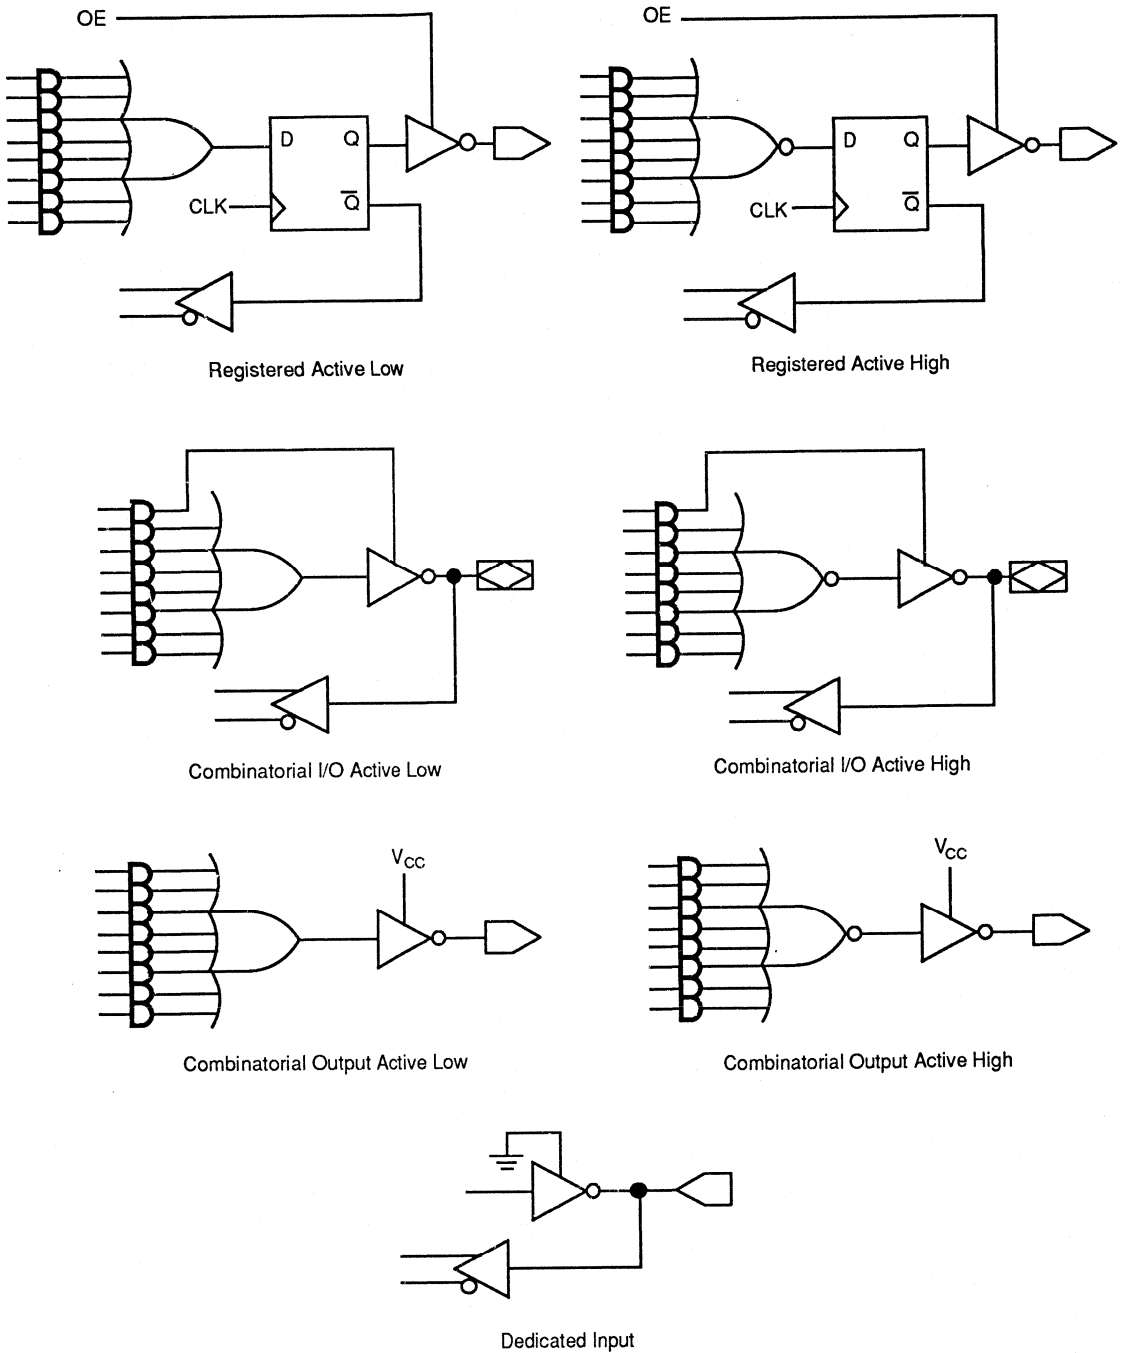 OE
D Q
CLK
Q̅
Registered Active Low
OE
D Q
CLK
Q̅
Registered Active High
Combinatorial I/O Active Low
Combinatorial I/O Active High
VCC
Combinatorial Output Active Low
VCC
Combinatorial Output Active High
Dedicated Input